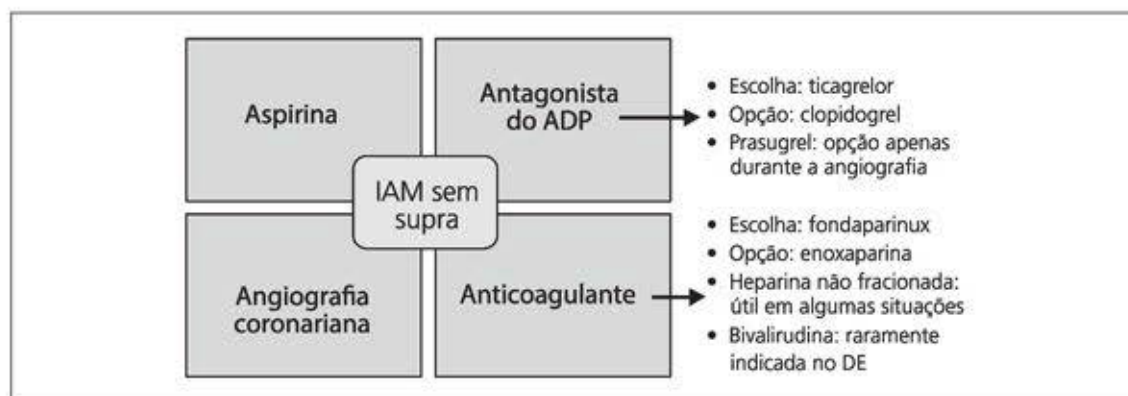 Aspirina
Antagonista
do ADP
• Escolha: ticagrelor
• Opção: clopidogrel
• Prasugrel: opção apenas
durante a angiografia
IAM sem
supra
Angiografia
coronariana
Anticoagulante
• Escolha: fondaparinux
• Opção: enoxaparina
• Heparina não fracionada:
útil em algumas situações
• Bivalirudina: raramente
indicada no DE